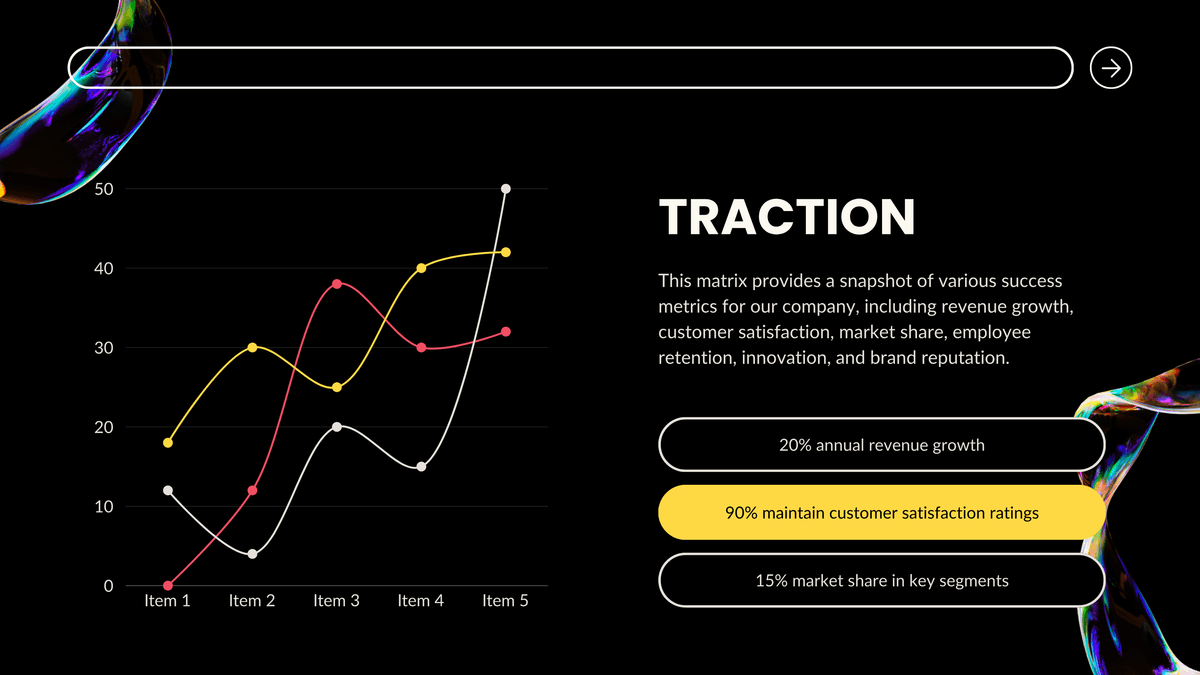 50
40
30
20
10
0
Item 1 Item 2 Item 3 Item 4 Item 5
TRACTION
This matrix provides a snapshot of various success
metrics for our company, including revenue growth,
customer satisfaction, market share, employee
retention, innovation, and brand reputation.
20% annual revenue growth
90% maintain customer satisfaction ratings
15% market share in key segments